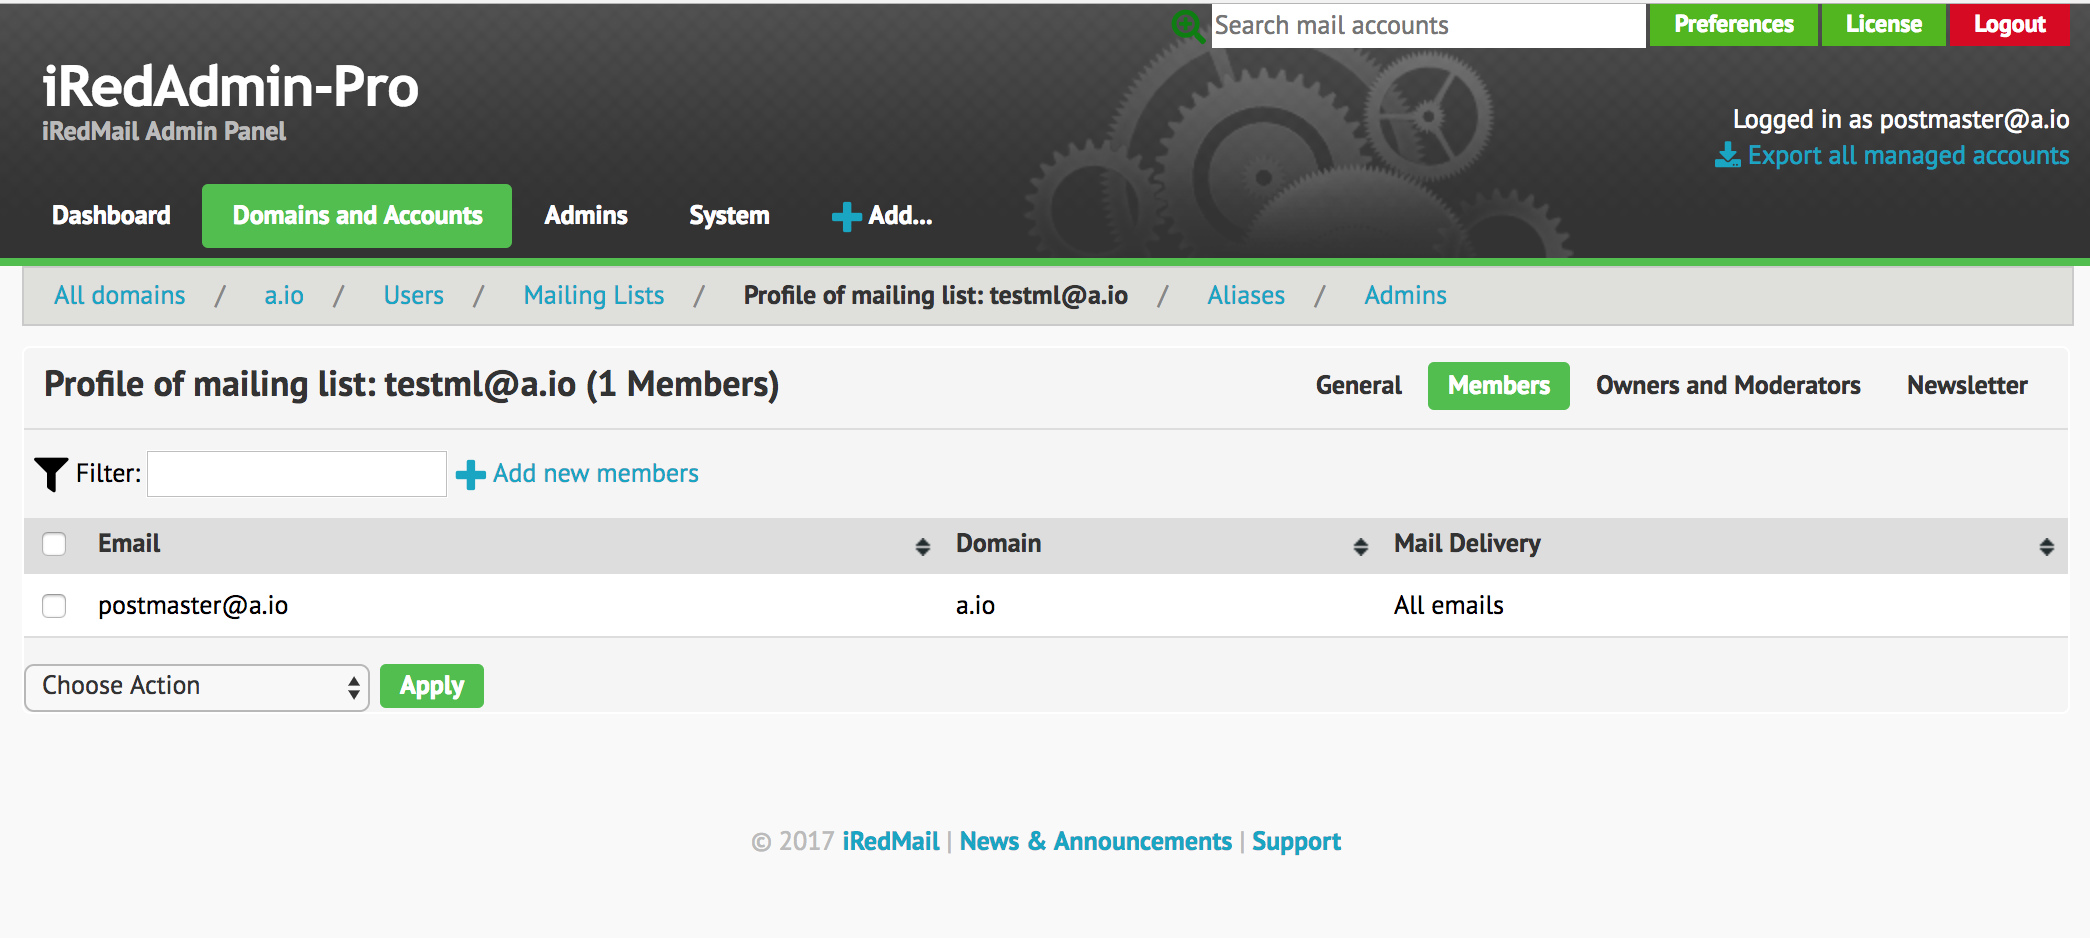 Search mail accounts Preferences License Logout
iRedAdmin-Pro
iRedMail Admin Panel
Logged in as postmaster@a.io
Export all managed accounts
Dashboard Domains and Accounts Admins System Add...
All domains / a.io / Users / Mailing Lists / Profile of mailing list: testml@a.io / Aliases / Admins
Profile of mailing list: testml@a.io (1 Members) General Members Owners and Moderators Newsletter
Filter: Add new members
Email Domain Mail Delivery
postmaster@a.io a.io All emails
Choose Action Apply
© 2017 iRedMail | News & Announcements | Support